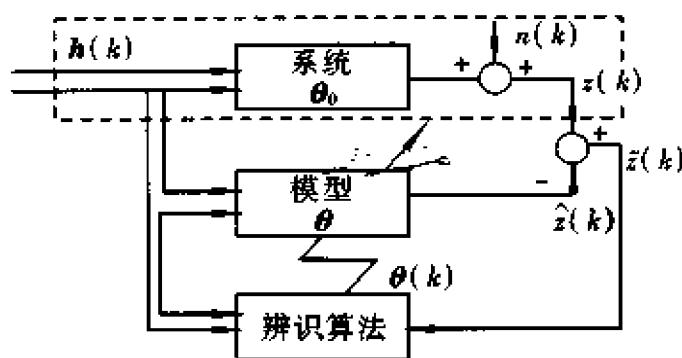 h(k)
系统
θ₀
n(k)
+
+
z(k)
+
z̃(k)
模型
θ
-
ẑ(k)
θ(k)
辨识算法